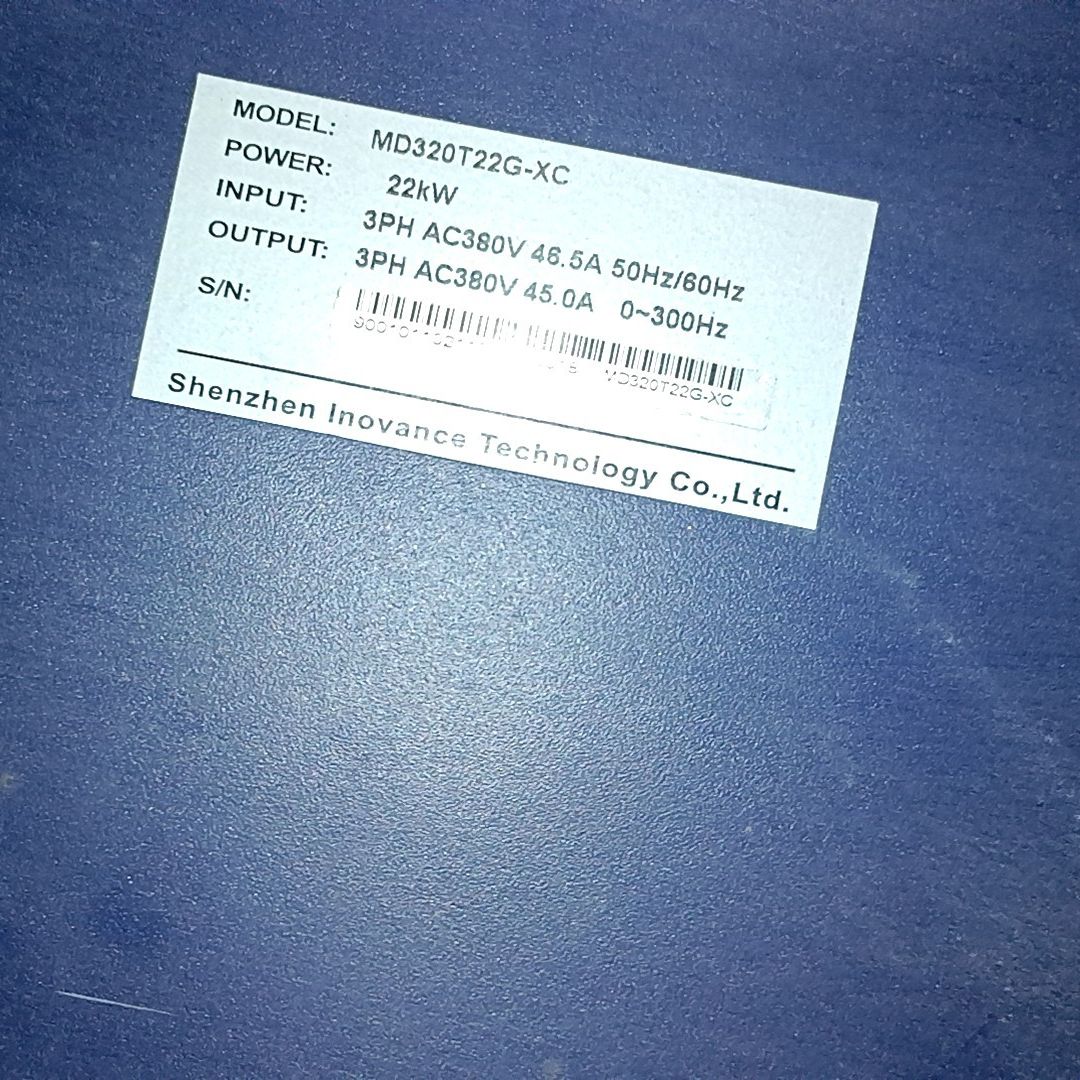 MODEL: MD320T22G-XC
POWER: 22kW
INPUT: 3PH AC380V 46.5A 50Hz/60Hz
OUTPUT: 3PH AC380V 45.0A 0~300Hz
S/N:
MD320T22G-XC
Shenzhen Inovance Technology Co.,Ltd.